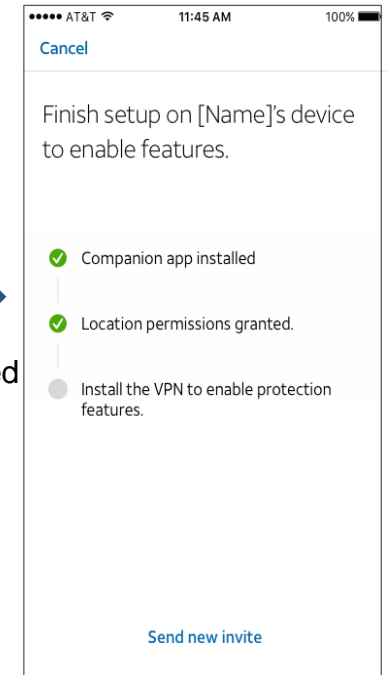 AT&T 11:45 AM 100%
Cancel
Finish setup on [Name]'s device
to enable features.
Companion app installed
Location permissions granted.
ed
Install the VPN to enable protection
features.
Send new invite